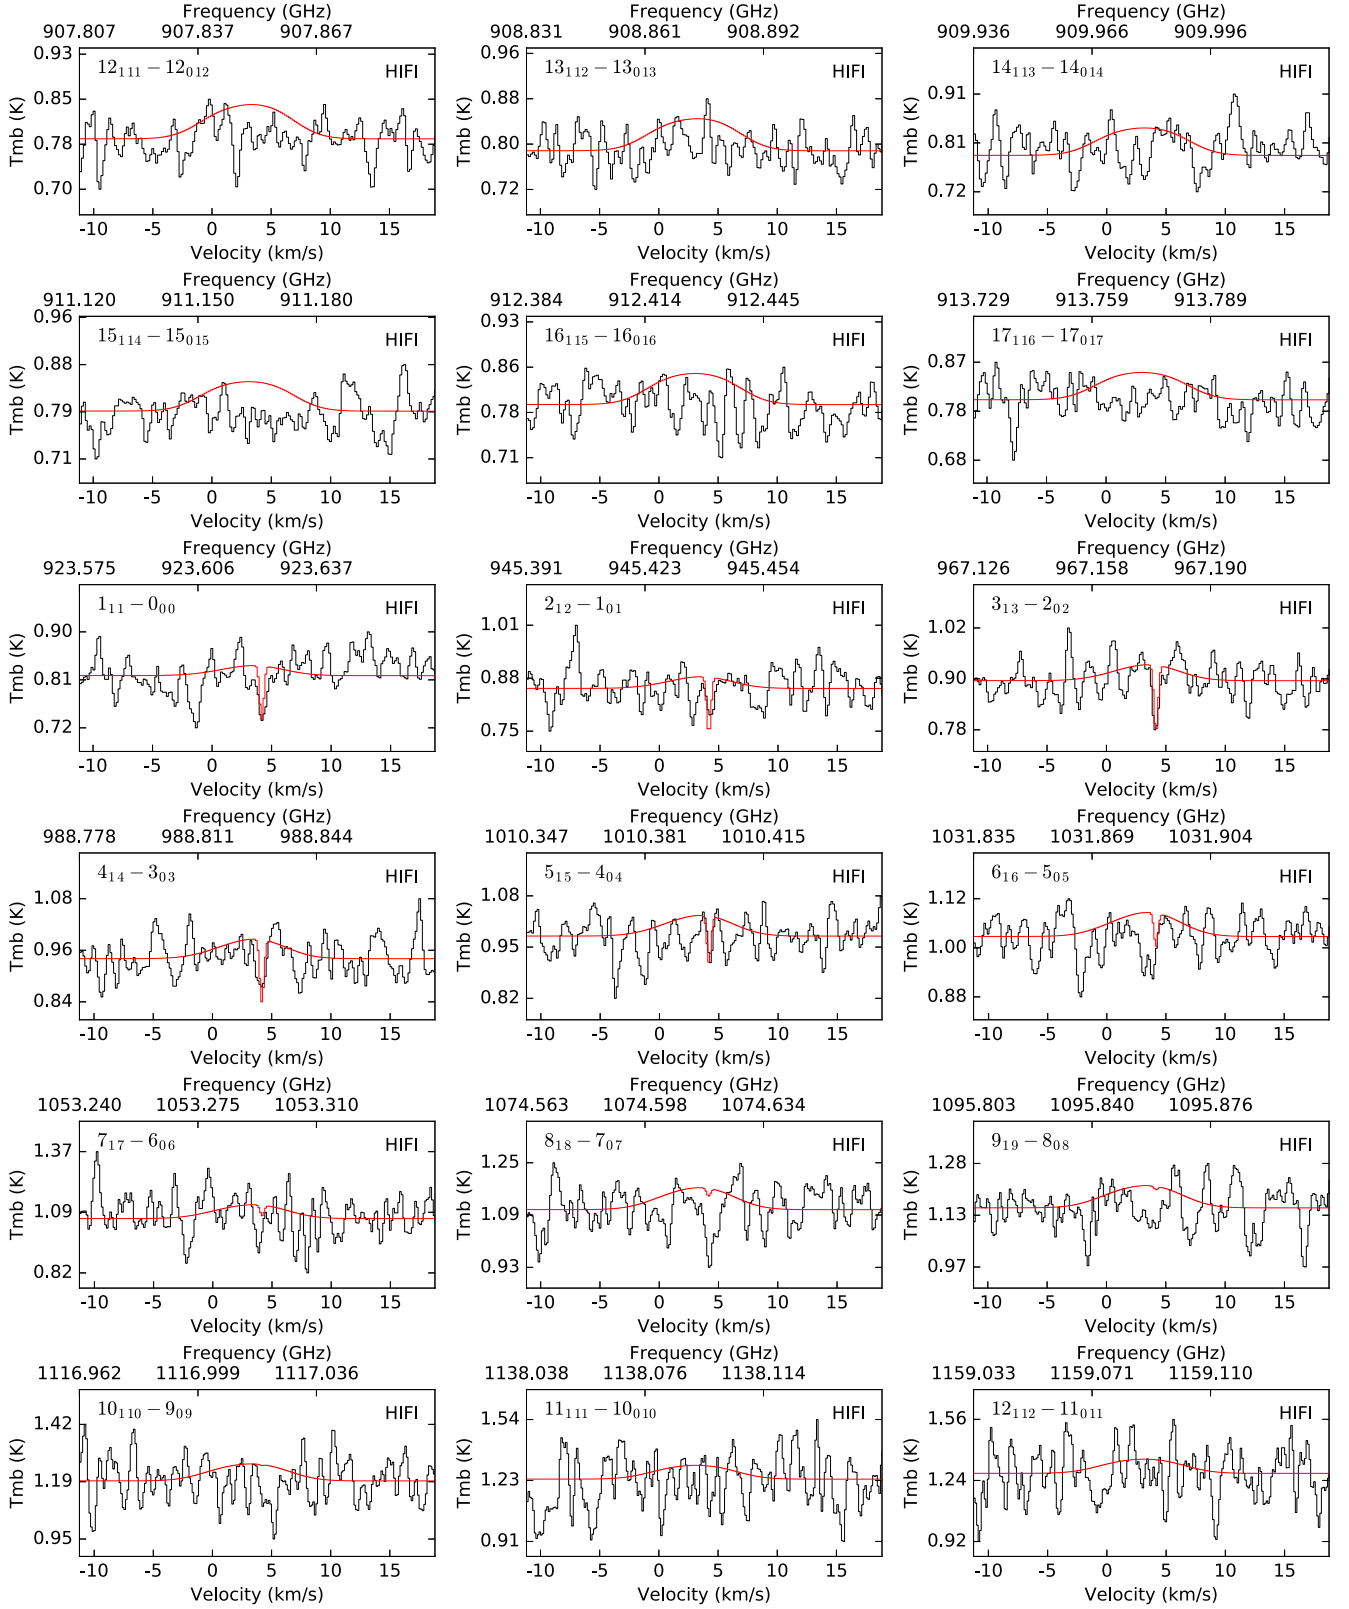 Frequency (GHz) Frequency (GHz) Frequency (GHz)
907.807 907.837 907.867 908.831 908.861 908.892 909.936 909.966 909.996
0.93 0.96
12₁₁₁ − 12₀₁₂ HIFI 13₁₁₂ − 13₀₁₃ HIFI 14₁₁₃ − 14₀₁₄ HIFI
0.85 0.88 0.91
Tmb (K) Tmb (K) Tmb (K)
0.78 0.80 0.81
0.70 0.72 0.72
-10 -5 0 5 10 15 -10 -5 0 5 10 15 -10 -5 0 5 10 15
Velocity (km/s) Velocity (km/s) Velocity (km/s)
Frequency (GHz) Frequency (GHz) Frequency (GHz)
911.120 911.150 911.180 912.384 912.414 912.445 913.729 913.759 913.789
0.96 0.93
15₁₁₄ − 15₀₁₅ HIFI 16₁₁₅ − 16₀₁₆ HIFI 17₁₁₆ − 17₀₁₇ HIFI
0.88 0.86 0.87
Tmb (K) Tmb (K) Tmb (K)
0.79 0.78 0.78
0.71 0.71 0.68
-10 -5 0 5 10 15 -10 -5 0 5 10 15 -10 -5 0 5 10 15
Velocity (km/s) Velocity (km/s) Velocity (km/s)
Frequency (GHz) Frequency (GHz) Frequency (GHz)
923.575 923.606 923.637 945.391 945.423 945.454 967.126 967.158 967.190
1₁₁ − 0₀₀ HIFI 2₁₂ − 1₀₁ HIFI 3₁₃ − 2₀₂ HIFI
0.90 1.01 1.02
Tmb (K) Tmb (K) Tmb (K)
0.81 0.88 0.90
0.72 0.75 0.78
-10 -5 0 5 10 15 -10 -5 0 5 10 15 -10 -5 0 5 10 15
Velocity (km/s) Velocity (km/s) Velocity (km/s)
Frequency (GHz) Frequency (GHz) Frequency (GHz)
988.778 988.811 988.844 1010.347 1010.381 1010.415 1031.835 1031.869 1031.904
4₁₄ − 3₀₃ HIFI 5₁₅ − 4₀₄ HIFI 6₁₆ − 5₀₅ HIFI
1.08 1.08 1.12
Tmb (K) Tmb (K) Tmb (K)
0.96 0.95 1.00
0.84 0.82 0.88
-10 -5 0 5 10 15 -10 -5 0 5 10 15 -10 -5 0 5 10 15
Velocity (km/s) Velocity (km/s) Velocity (km/s)
Frequency (GHz) Frequency (GHz) Frequency (GHz)
1053.240 1053.275 1053.310 1074.563 1074.598 1074.634 1095.803 1095.840 1095.876
7₁₇ − 6₀₆ HIFI 8₁₈ − 7₀₇ HIFI 9₁₉ − 8₀₈ HIFI
1.37 1.25 1.28
Tmb (K) Tmb (K) Tmb (K)
1.09 1.09 1.13
0.82 0.93 0.97
-10 -5 0 5 10 15 -10 -5 0 5 10 15 -10 -5 0 5 10 15
Velocity (km/s) Velocity (km/s) Velocity (km/s)
Frequency (GHz) Frequency (GHz) Frequency (GHz)
1116.962 1116.999 1117.036 1138.038 1138.076 1138.114 1159.033 1159.071 1159.110
10₁₁₀ − 9₀₉ HIFI 11₁₁₁ − 10₀₁₀ HIFI 12₁₁₂ − 11₀₁₁ HIFI
1.42 1.54 1.56
Tmb (K) Tmb (K) Tmb (K)
1.19 1.23 1.24
0.95 0.91 0.92
-10 -5 0 5 10 15 -10 -5 0 5 10 15 -10 -5 0 5 10 15
Velocity (km/s) Velocity (km/s) Velocity (km/s)